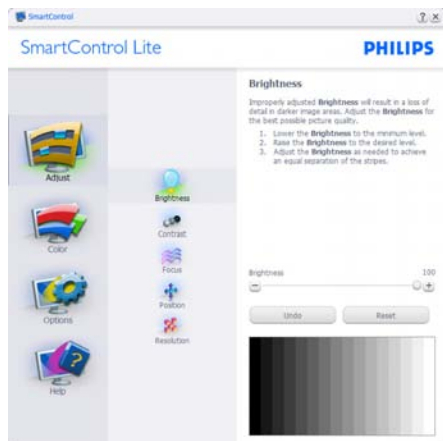 SmartControl
SmartControl Lite
PHILIPS
Adjust
Color
Options
Help
Brightness
Contrast
Focus
Position
Resolution
Brightness
Improperly adjusted Brightness will result in a loss of
detail in darker image areas. Adjust the Brightness for
the best possible picture quality.
1. Lower the Brightness to the minimum level.
2. Raise the Brightness to the desired level.
3. Adjust the Brightness as needed to achieve
an equal separation of the stripes.
Brightness 100
Undo Reset